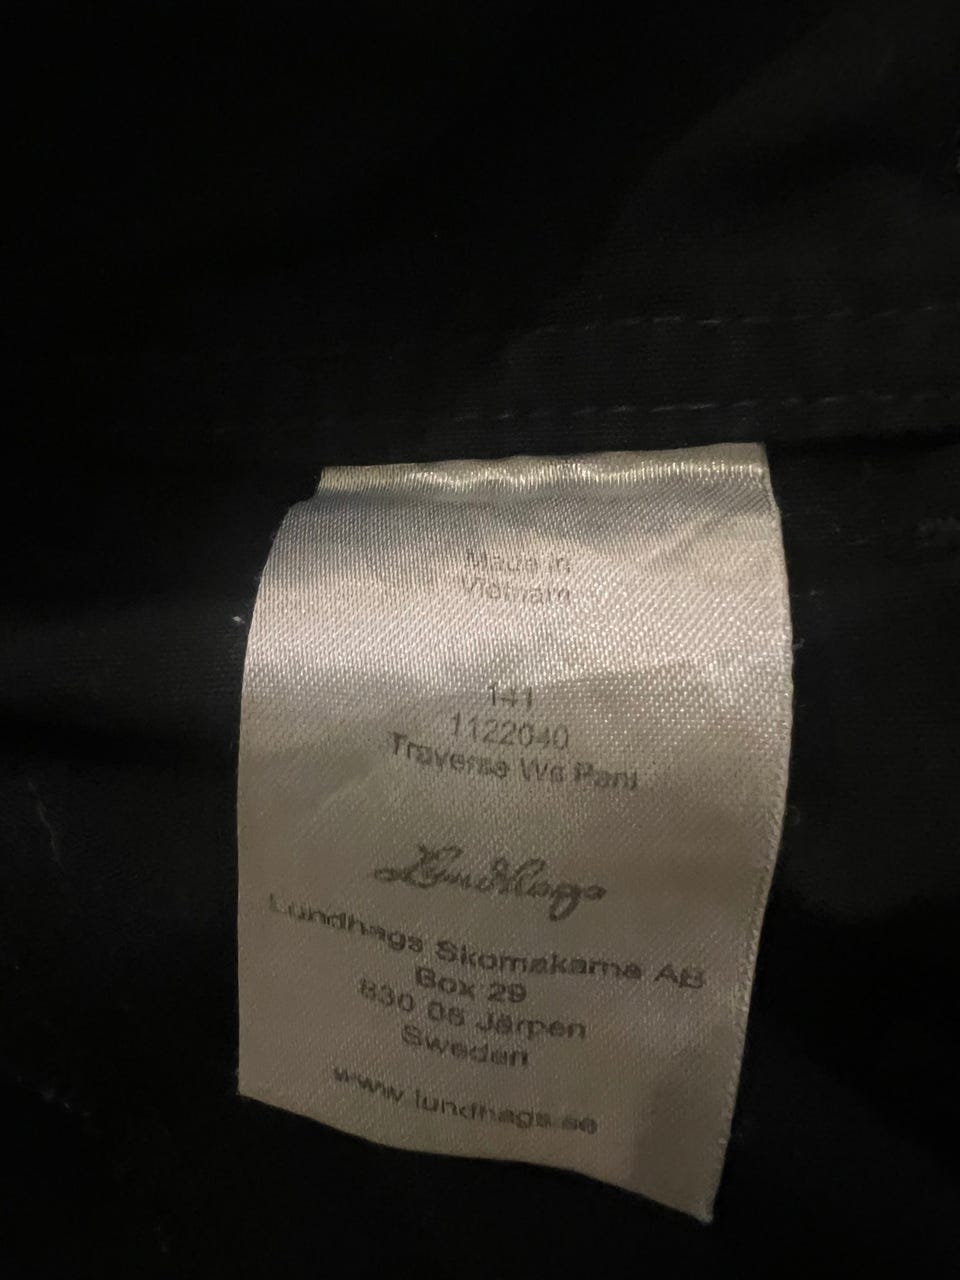 Made in
Vietnam
141
1122040
Traverse Ws Pant
Lundhags
Lundhags Skomakarna AB
Box 29
830 05 Järpen
Sweden
www.lundhags.se